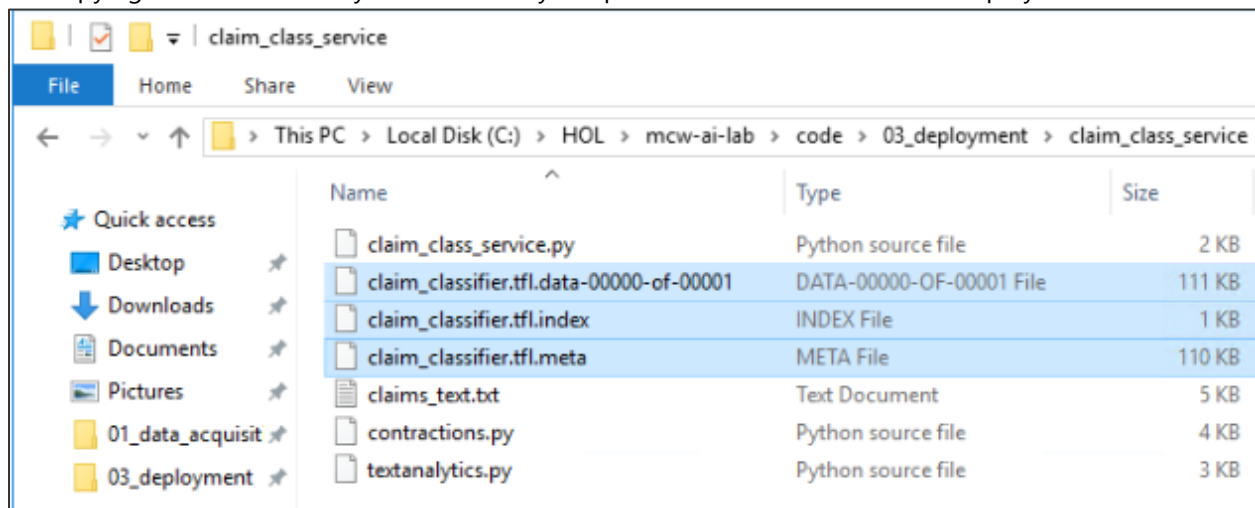 claim_class_service
File Home Share View
This PC > Local Disk (C:) > HOL > mcw-ai-lab > code > 03_deployment > claim_class_service
Name Type Size
Quick access
Desktop
Downloads
Documents
Pictures
01_data_acquisit
03_deployment
claim_class_service.py Python source file 2 KB
claim_classifier.tfl.data-00000-of-00001 DATA-00000-OF-00001 File 111 KB
claim_classifier.tfl.index INDEX File 1 KB
claim_classifier.tfl.meta META File 110 KB
claims_text.txt Text Document 5 KB
contractions.py Python source file 4 KB
textanalytics.py Python source file 3 KB